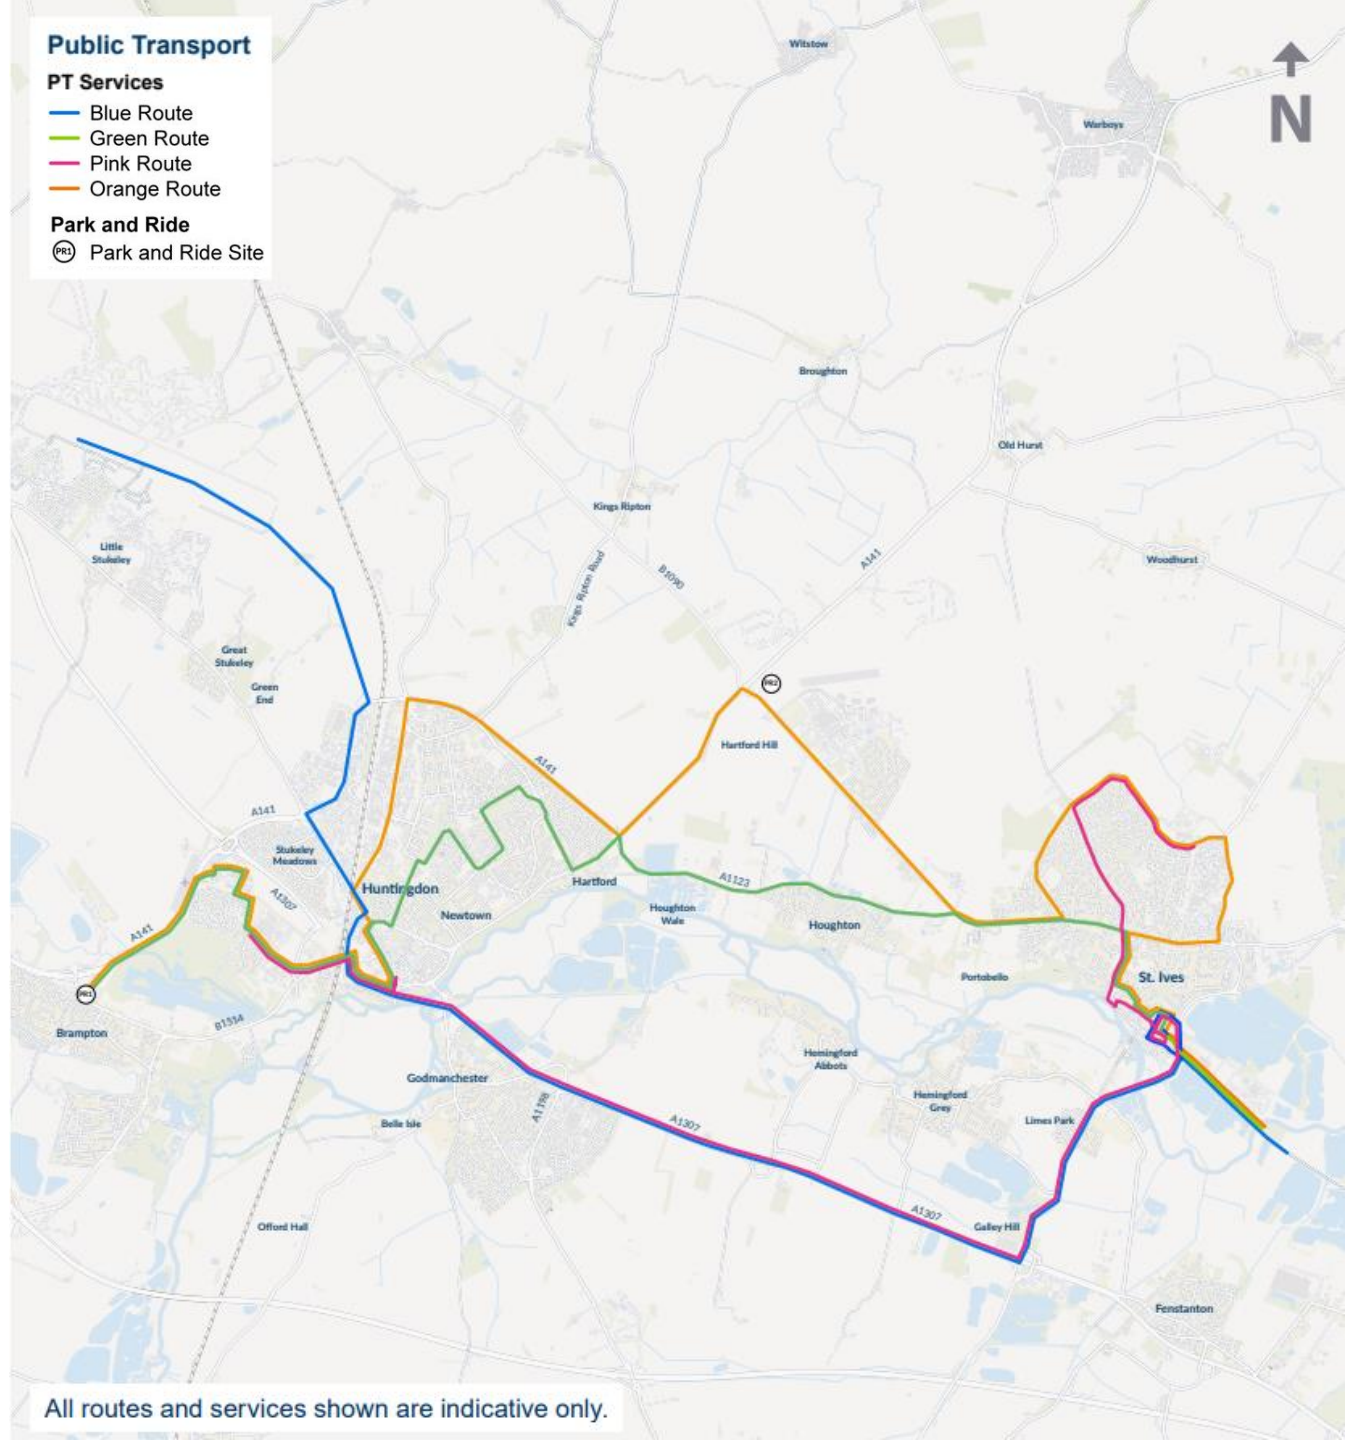 Public Transport
PT Services
Blue Route
Green Route
Pink Route
Orange Route
Park and Ride
PR1 Park and Ride Site
N
Witstow
Warboys
Broughton
Old Hurst
Kings Ripton
Little
Stukeley
Kings Ripton Road
B1090
A141
Woodhurst
Great
Stukeley
Green
End
PR2
Hartford Hill
A141
A141
Stukeley
Meadows
Huntingdon
Hartford
A1123
A1307
Newtown
Houghton
Wale
Houghton
A141
Portobello
St. Ives
PR1
Brampton
B1514
Godmanchester
Hemingford
Abbots
Hemingford
Grey
A1198
Belle Isle
A1307
Limes Park
A1307
Offord Hall
Galley Hill
Fenstanton
All routes and services shown are indicative only.